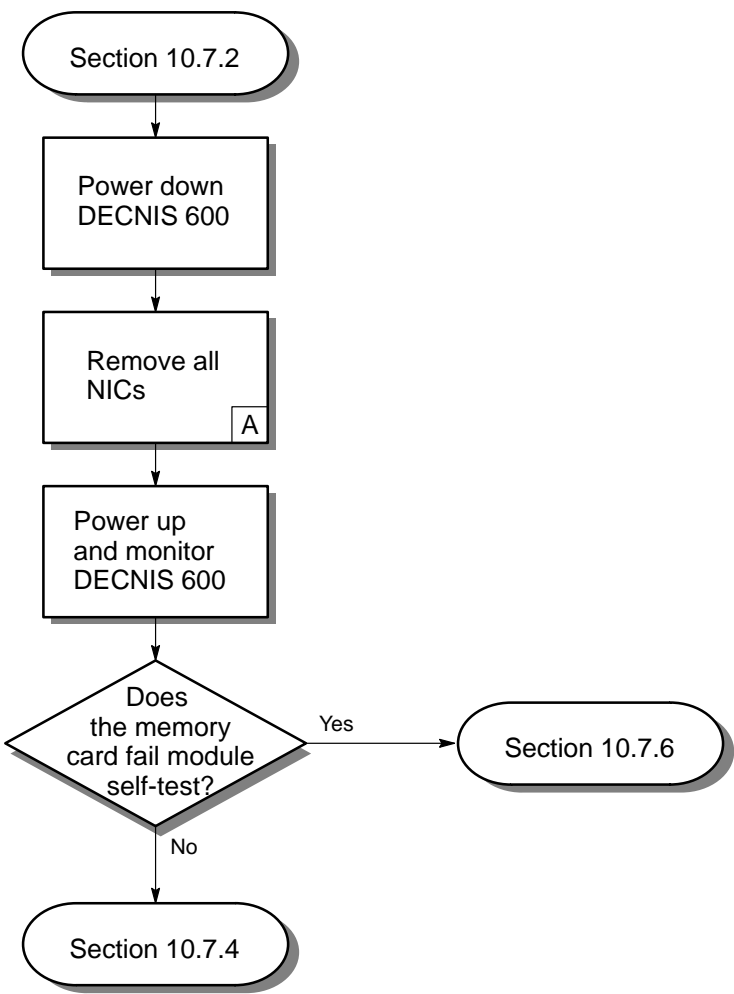 Section 10.7.2
Power down
DECNIS 600
Remove all
NICs
A
Power up
and monitor
DECNIS 600
Does
the memory
card fail module
self-test?
Yes
Section 10.7.6
No
Section 10.7.4